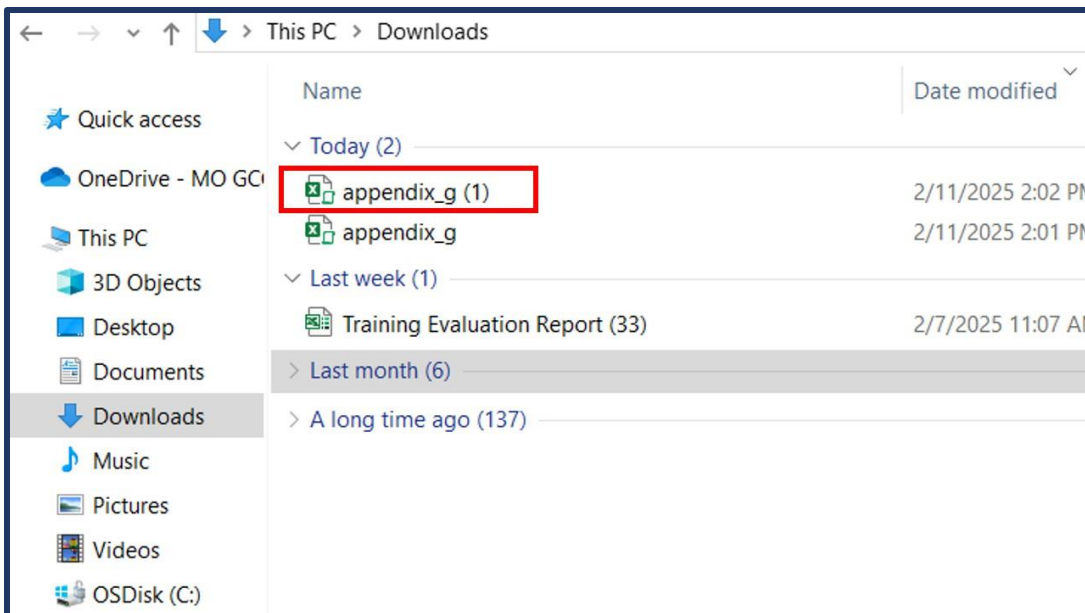 This PC > Downloads
Name Date modified
Quick access
OneDrive - MO GC
This PC
3D Objects
Desktop
Documents
Downloads
Music
Pictures
Videos
OSDisk (C:)
Today (2)
appendix_g (1) 2/11/2025 2:02 PM
appendix_g 2/11/2025 2:01 PM
Last week (1)
Training Evaluation Report (33) 2/7/2025 11:07 AM
Last month (6)
A long time ago (137)